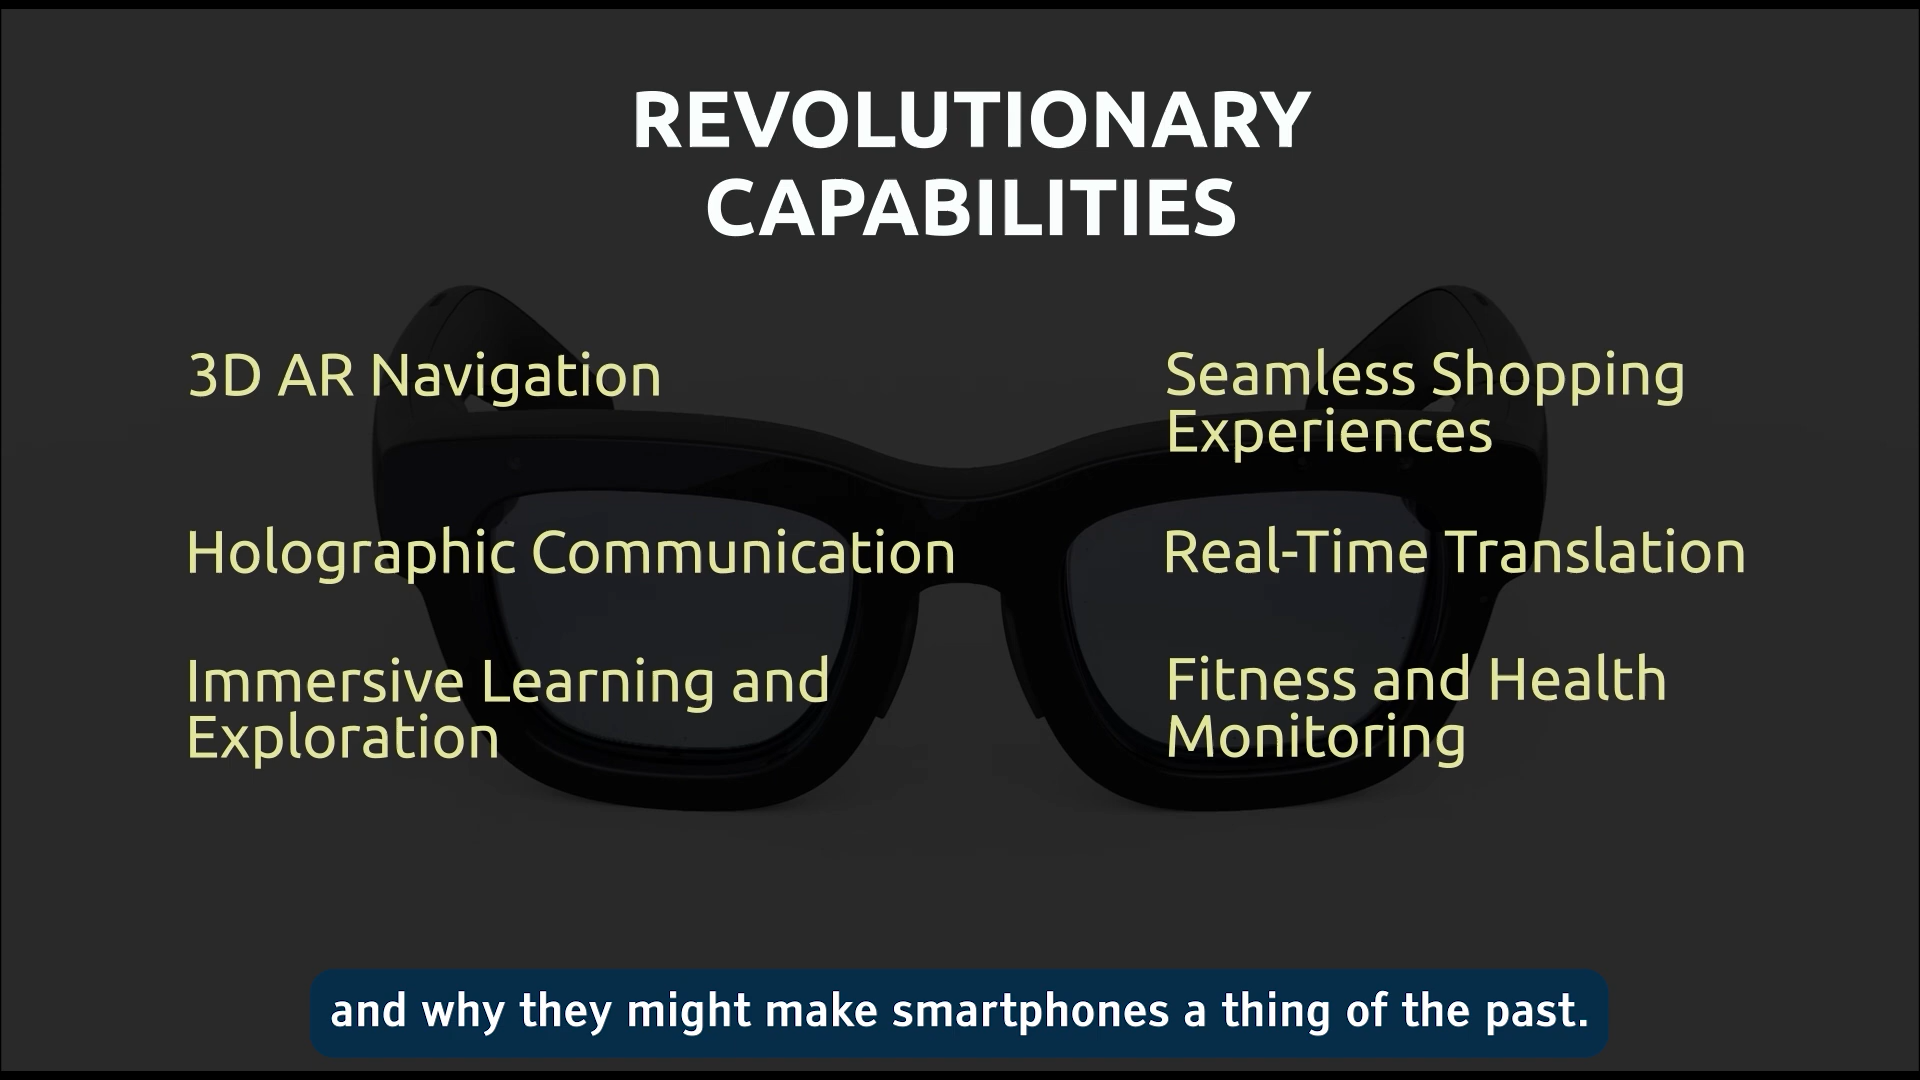 REVOLUTIONARY
CAPABILITIES
3D AR Navigation
Holographic Communication
Immersive Learning and
Exploration
Seamless Shopping
Experiences
Real-Time Translation
Fitness and Health
Monitoring
and why they might make smartphones a thing of the past.